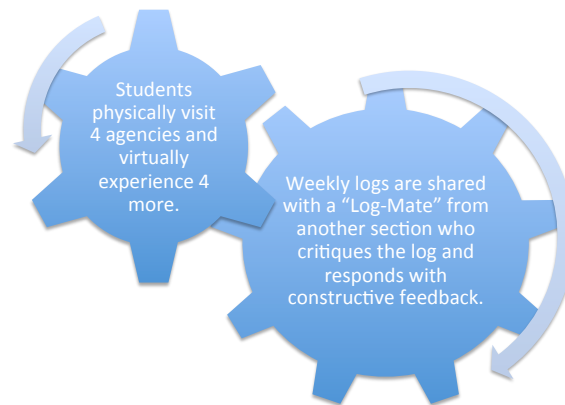 Students
physically visit
4 agencies and
virtually
experience 4
more.
Weekly logs are shared
with a “Log-Mate” from
another section who
critiques the log and
responds with
constructive feedback.